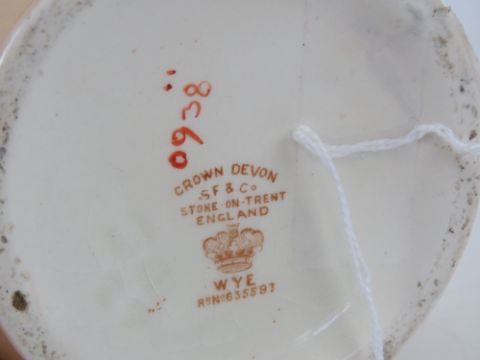 0938
CROWN DEVON
S.F & Co
STOKE-ON-TRENT
ENGLAND
WYE
RD No 635593